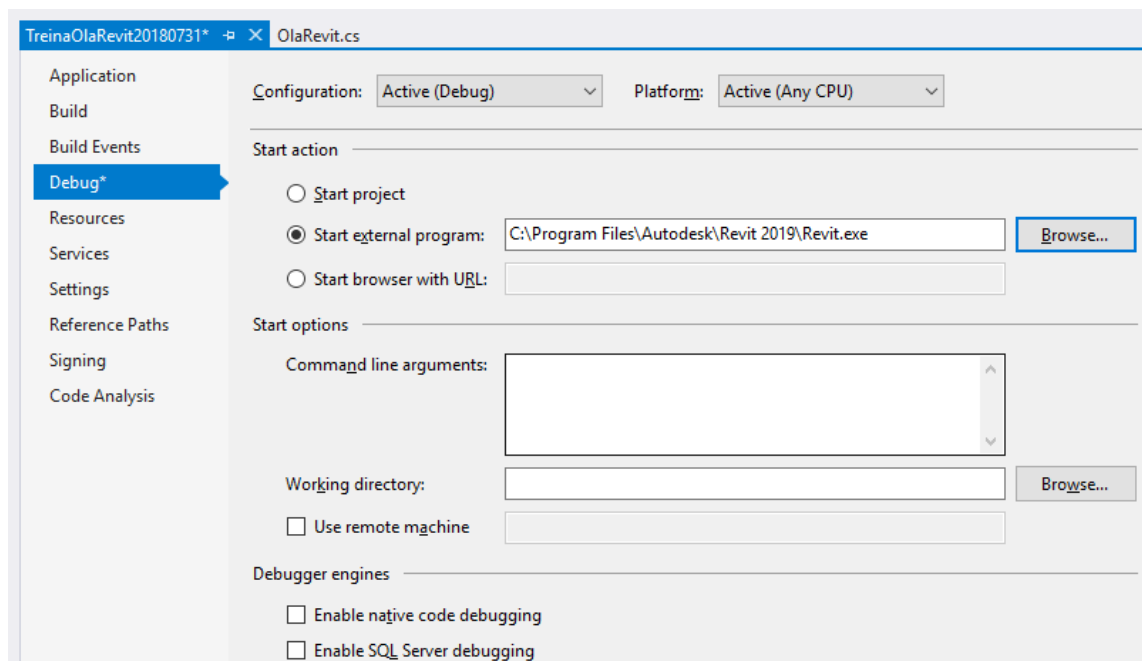 TreinaOlaRevit20180731* OlaRevit.cs
Application
Build
Build Events
Debug*
Resources
Services
Settings
Reference Paths
Signing
Code Analysis
Configuration: Active (Debug) Platform: Active (Any CPU)
Start action
Start project
Start external program: C:\Program Files\Autodesk\Revit 2019\Revit.exe Browse...
Start browser with URL:
Start options
Command line arguments:
Working directory: Browse...
Use remote machine
Debugger engines
Enable native code debugging
Enable SQL Server debugging